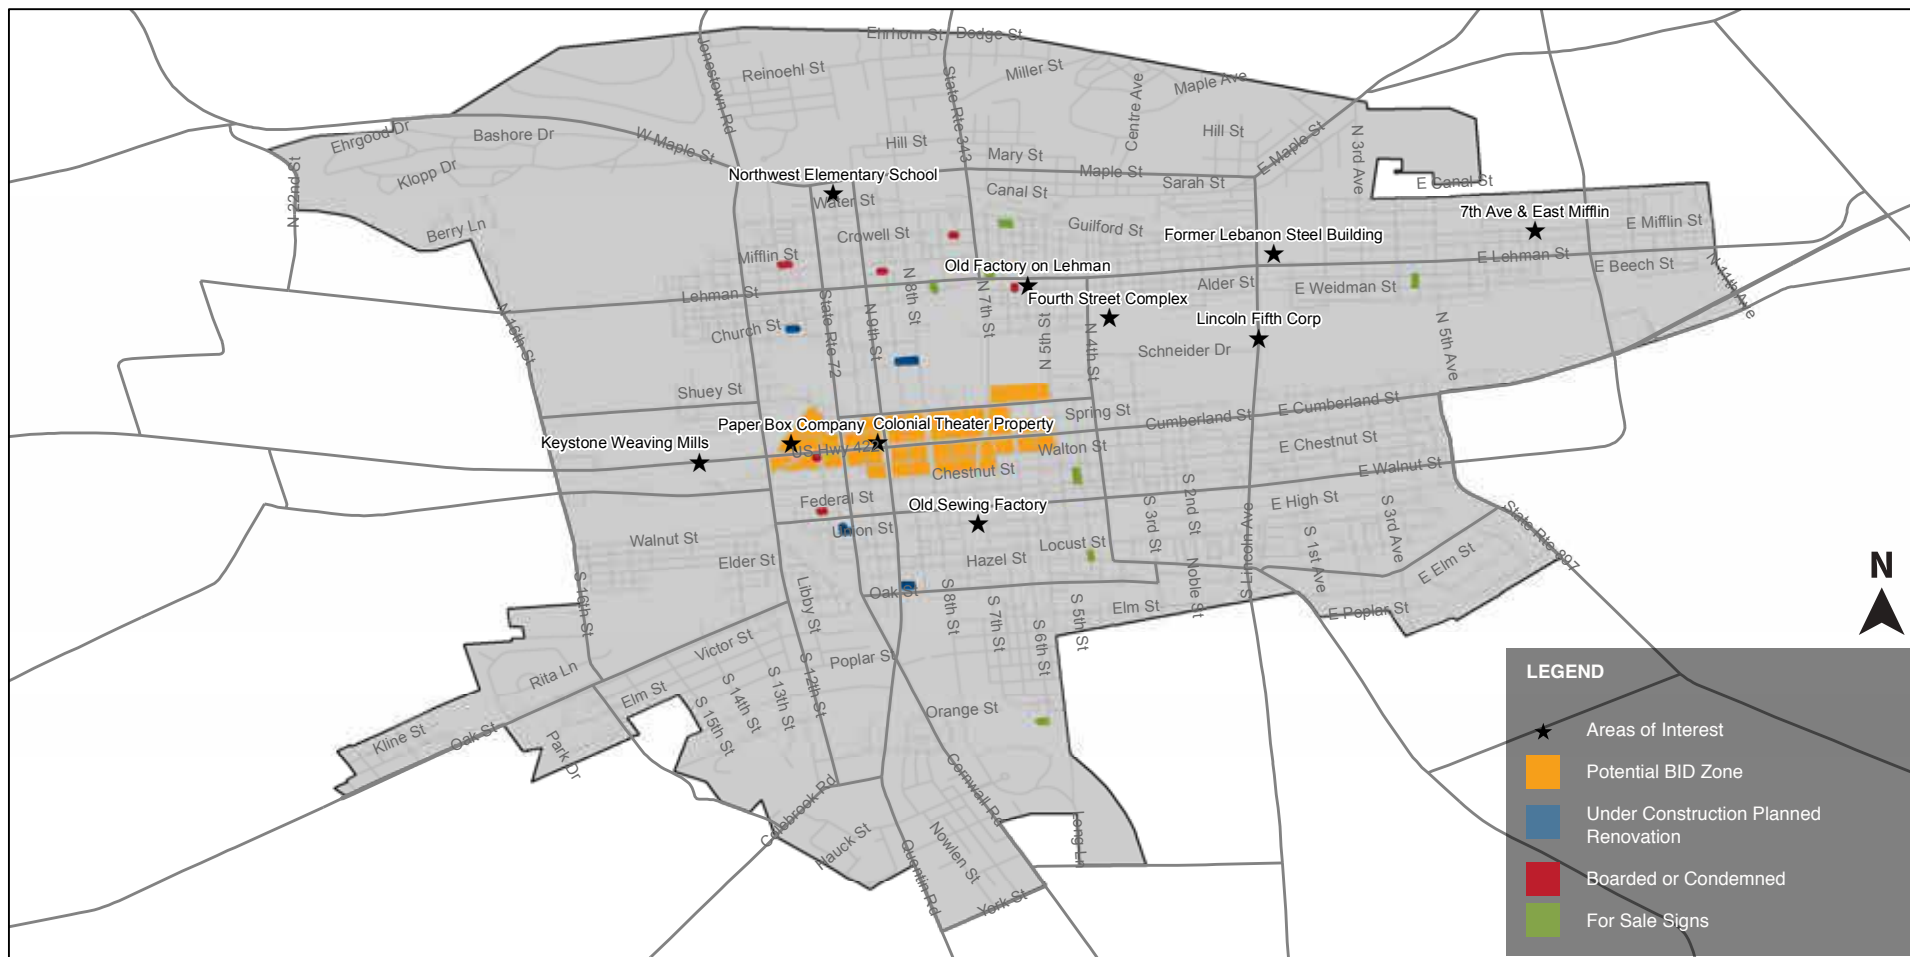 Ehrhorn St
Dodge St
Jonestown Rd
Reinoehl St
State Rte 343
Miller St
Centre Ave
Maple Ave
Ehrgood Dr
Bashore Dr
W Maple St
Hill St
Hill St
E Maple St
N 3rd Ave
Mary St
Klopp Dr
N 22nd St
Northwest Elementary School
Maple St
Sarah St
E Canal St
Canal St
Water St
7th Ave & East Mifflin
E Mifflin St
Berry Ln
Crowell St
Guilford St
Former Lebanon Steel Building
Mifflin St
Old Factory on Lehman
E Lehman St
E Beech St
N 11th Ave
Lehman St
N 8th St
Alder St
E Weidman St
Fourth Street Complex
N 16th St
Church St
State Rte 72
N 9th St
N 7th St
N 5th St
N 4th St
Lincoln Fifth Corp
Schneider Dr
N 5th Ave
Shuey St
Spring St
Cumberland St
E Cumberland St
Paper Box Company
Colonial Theater Property
Keystone Weaving Mills
US Hwy 422
Walton St
E Chestnut St
Chestnut St
E Walnut St
Federal St
Old Sewing Factory
S 3rd St
S 2nd St
E High St
S 3rd Ave
State Rte 897
Walnut St
Union St
Locust St
S Lincoln Ave
S 1st Ave
Elder St
Hazel St
E Elm St
S 16th St
Libby St
Oak St
S 8th St
S 7th St
S 6th St
S 5th St
Elm St
Noble St
E Poplar St
Victor St
Poplar St
N
Rita Ln
Elm St
S 15th St
S 14th St
S 13th St
S 12th St
Orange St
Kline St
Oak St
Park Dr
Colebrook Rd
Cornwall Rd
Nauck St
Quentin Rd
Nowlen St
Long Ln
York St
LEGEND
Areas of Interest
Potential BID Zone
Under Construction Planned
Renovation
Boarded or Condemned
For Sale Signs